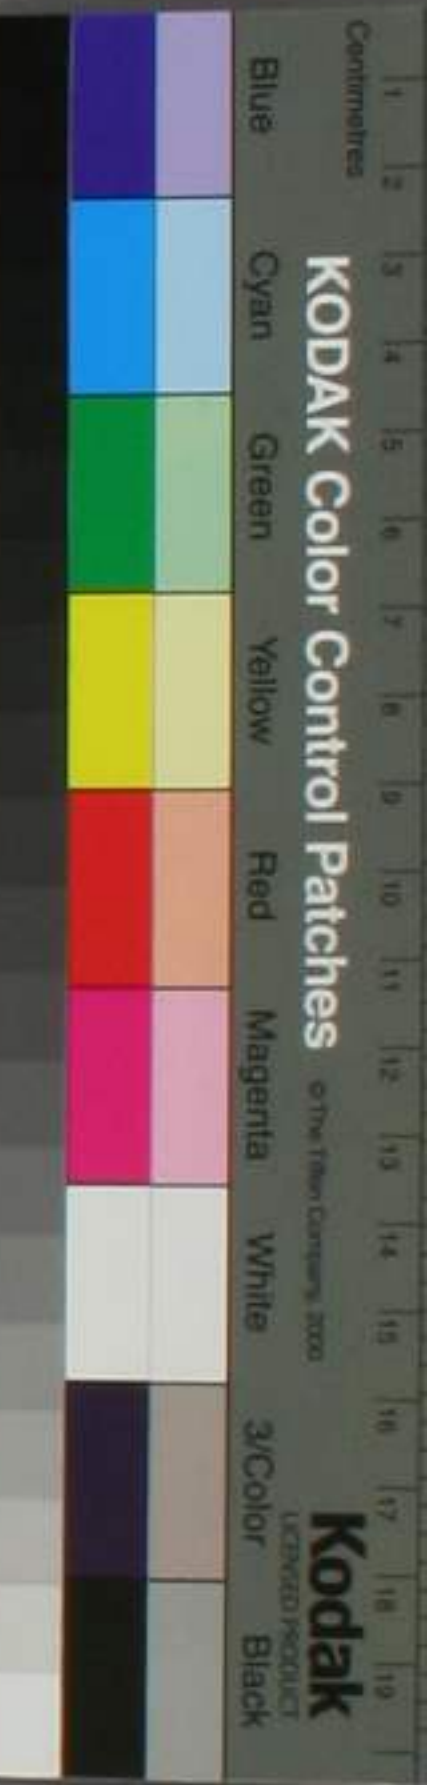 Centimetres
1 2 3 4 5 6 7 8 9 10 11 12 13 14 15 16 17 18 19
KODAK Color Control Patches
© The Tiffen Company, 2000
Kodak
LICENSED PRODUCT
Blue Cyan Green Yellow Red Magenta White 3/Color Black